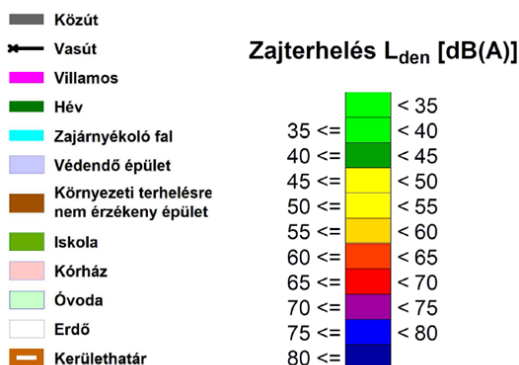 Közút
Vasút
Villamos
Hév
Zajárnyékoló fal
Védendő épület
Környezeti terhelésre
nem érzékeny épület
Iskola
Kórház
Óvoda
Erdő
Kerülethatár
Zajterhelés Lden [dB(A)]
< 35
35 <= < 40
40 <= < 45
45 <= < 50
50 <= < 55
55 <= < 60
60 <= < 65
65 <= < 70
70 <= < 75
75 <= < 80
80 <=